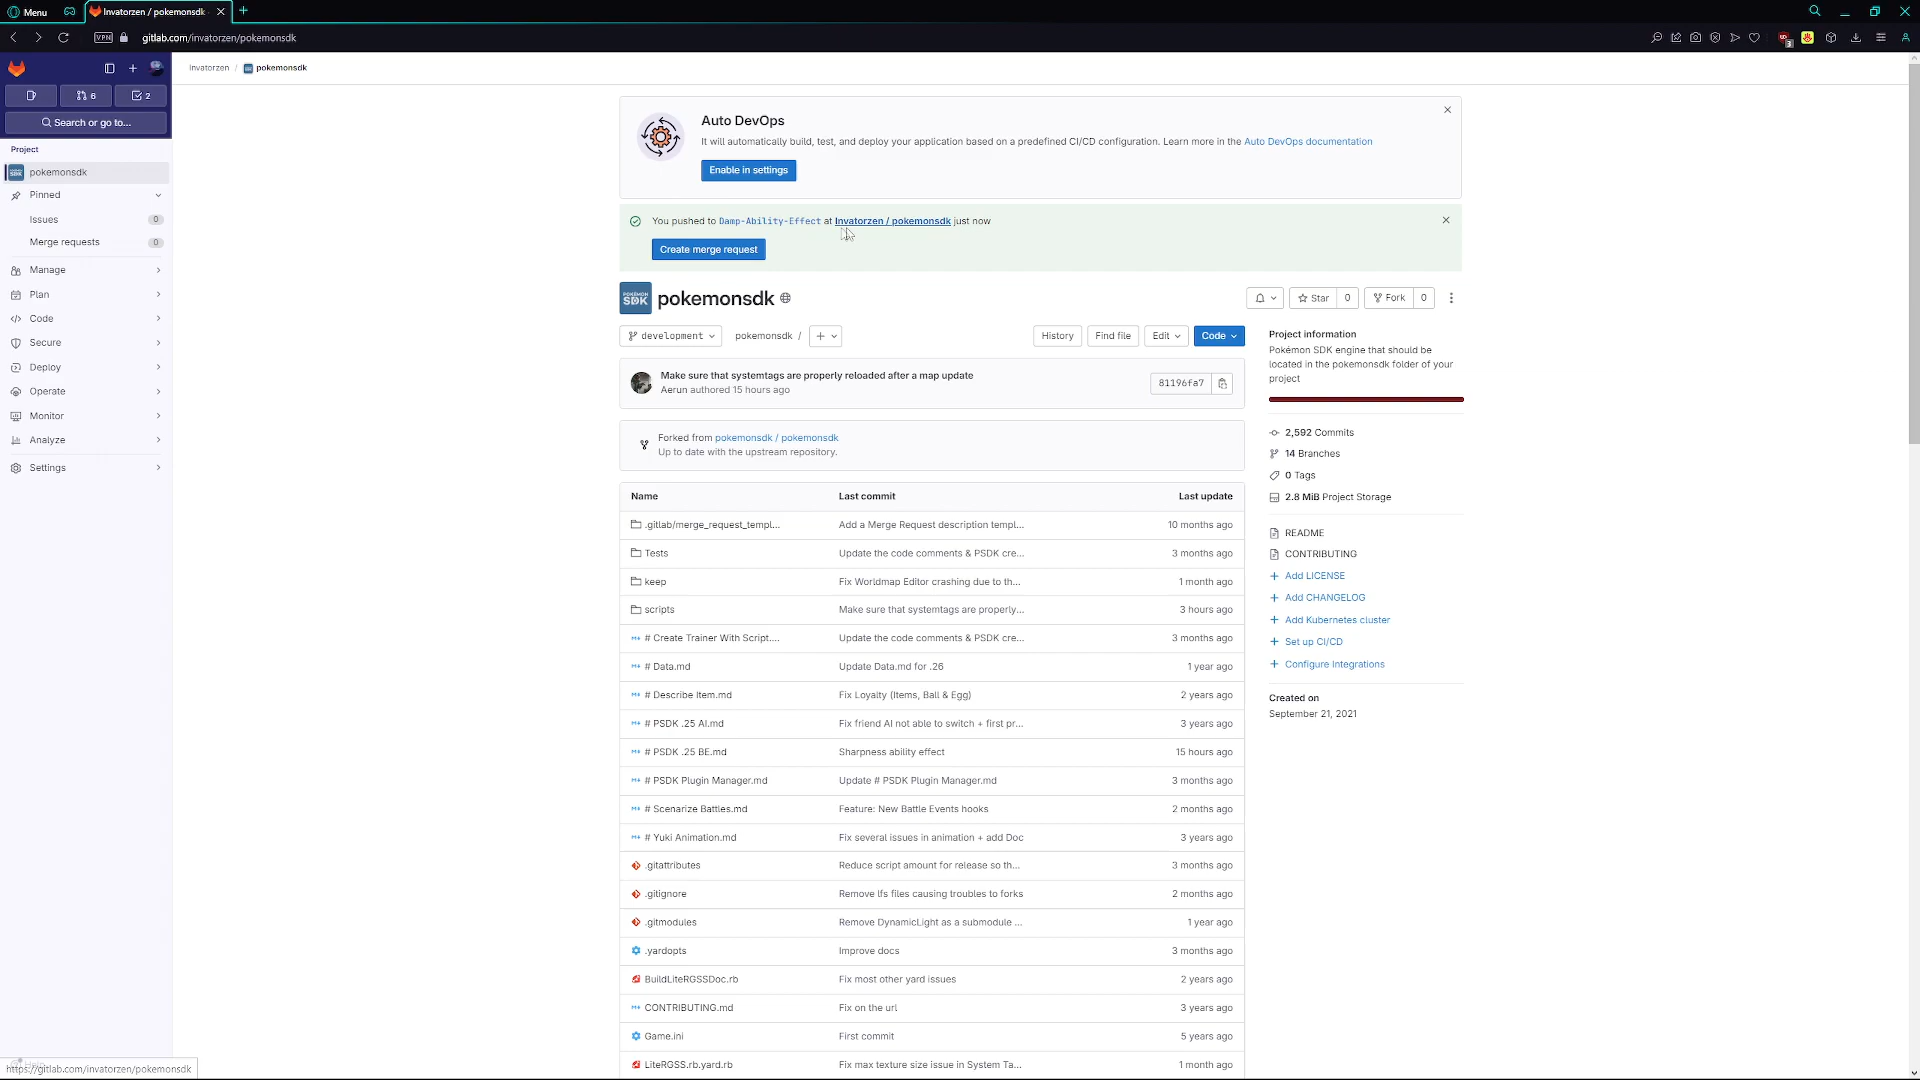 Menu
Invatorzen / pokemonsdk
VPN
gitlab.com/invatorzen/pokemonsdk
3
6
2
Search or go to...
Project
pokemonsdk
Pinned
Issues 0
Merge requests 0
Manage
Plan
Code
Secure
Deploy
Operate
Monitor
Analyze
Settings
Help
https://gitlab.com/invatorzen/pokemonsdk
Invatorzen / pokemonsdk
Auto DevOps
It will automatically build, test, and deploy your application based on a predefined CI/CD configuration. Learn more in the Auto DevOps documentation
Enable in settings
You pushed to Damp-Ability-Effect at Invatorzen / pokemonsdk just now
Create merge request
POKÉMON
SDK
pokemonsdk
Star 0
Fork 0
development
pokemonsdk /
History
Find file
Edit
Code
Make sure that systemtags are properly reloaded after a map update
Aerun authored 15 hours ago
81196fa7
Forked from pokemonsdk / pokemonsdk
Up to date with the upstream repository.
Name Last commit Last update
.gitlab/merge_request_templ... Add a Merge Request description templ... 10 months ago
Tests Update the code comments & PSDK cre... 3 months ago
keep Fix Worldmap Editor crashing due to th... 1 month ago
scripts Make sure that systemtags are properly... 3 hours ago
# Create Trainer With Script.... Update the code comments & PSDK cre... 3 months ago
# Data.md Update Data.md for .26 1 year ago
# Describe Item.md Fix Loyalty (Items, Ball & Egg) 2 years ago
# PSDK .25 AI.md Fix friend AI not able to switch + first pr... 3 years ago
# PSDK .25 BE.md Sharpness ability effect 15 hours ago
# PSDK Plugin Manager.md Update # PSDK Plugin Manager.md 3 months ago
# Scenarize Battles.md Feature: New Battle Events hooks 2 months ago
# Yuki Animation.md Fix several issues in animation + add Doc 3 years ago
.gitattributes Reduce script amount for release so th... 3 months ago
.gitignore Remove lfs files causing troubles to forks 2 months ago
.gitmodules Remove DynamicLight as a submodule ... 1 year ago
.yardopts Improve docs 3 months ago
BuildLiteRGSSDoc.rb Fix most other yard issues 2 years ago
CONTRIBUTING.md Fix on the url 3 years ago
Game.ini First commit 5 years ago
LiteRGSS.rb.yard.rb Fix max texture size issue in System Ta... 1 month ago
Project information
Pokémon SDK engine that should be
located in the pokemonsdk folder of your
project
2,592 Commits
14 Branches
0 Tags
2.8 MiB Project Storage
README
CONTRIBUTING
Add LICENSE
Add CHANGELOG
Add Kubernetes cluster
Set up CI/CD
Configure Integrations
Created on
September 21, 2021